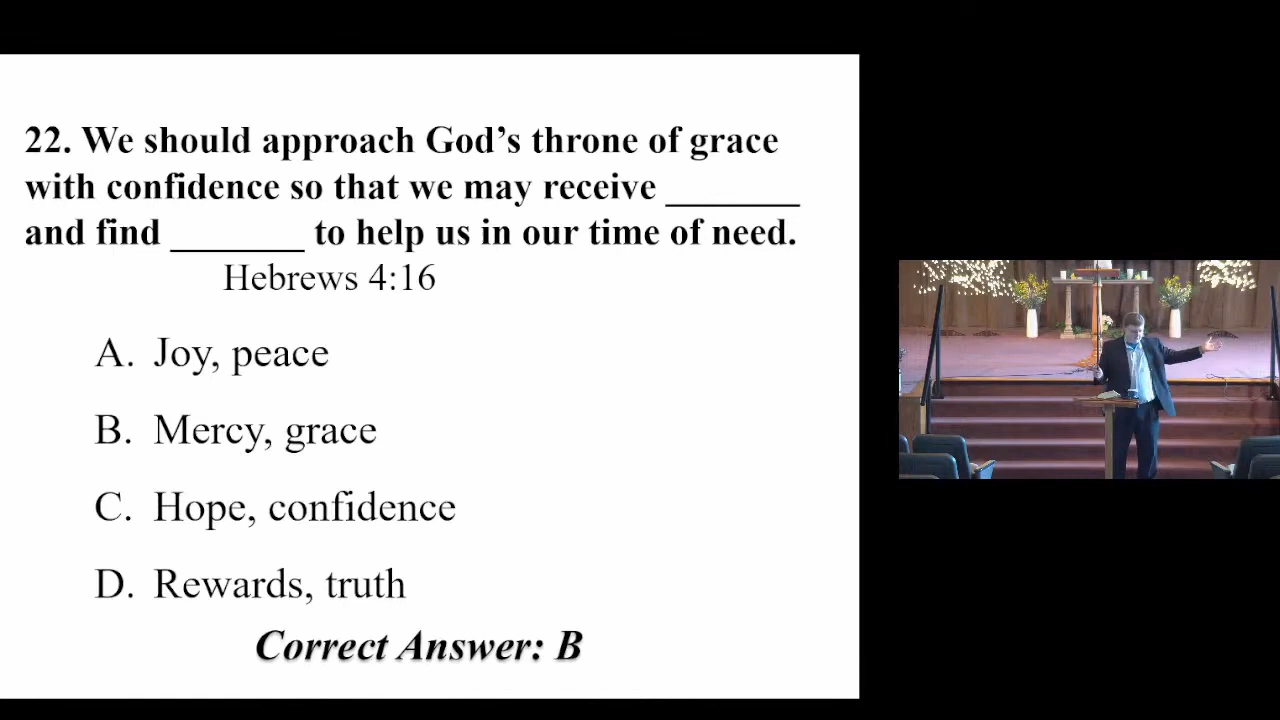 22. We should approach God’s throne of grace
with confidence so that we may receive _______
and find _______ to help us in our time of need.
Hebrews 4:16
A. Joy, peace
B. Mercy, grace
C. Hope, confidence
D. Rewards, truth
Correct Answer: B